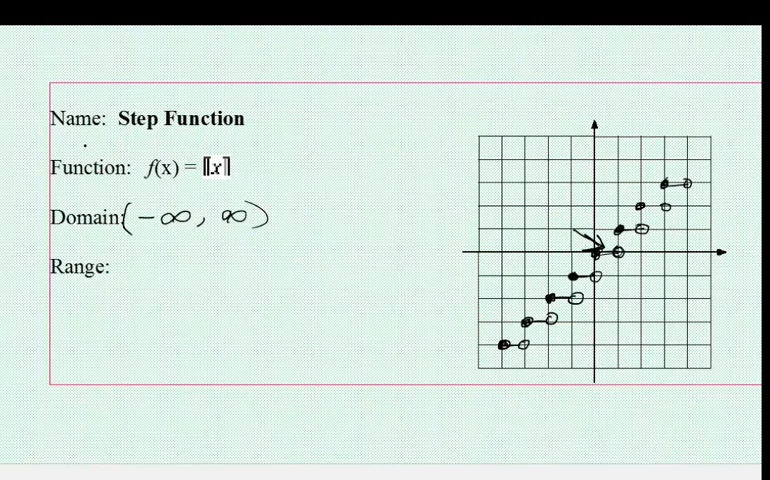 Name: Step Function
Function: f(x) = ⟦x⟧
Domain: (-∞, ∞)
Range: